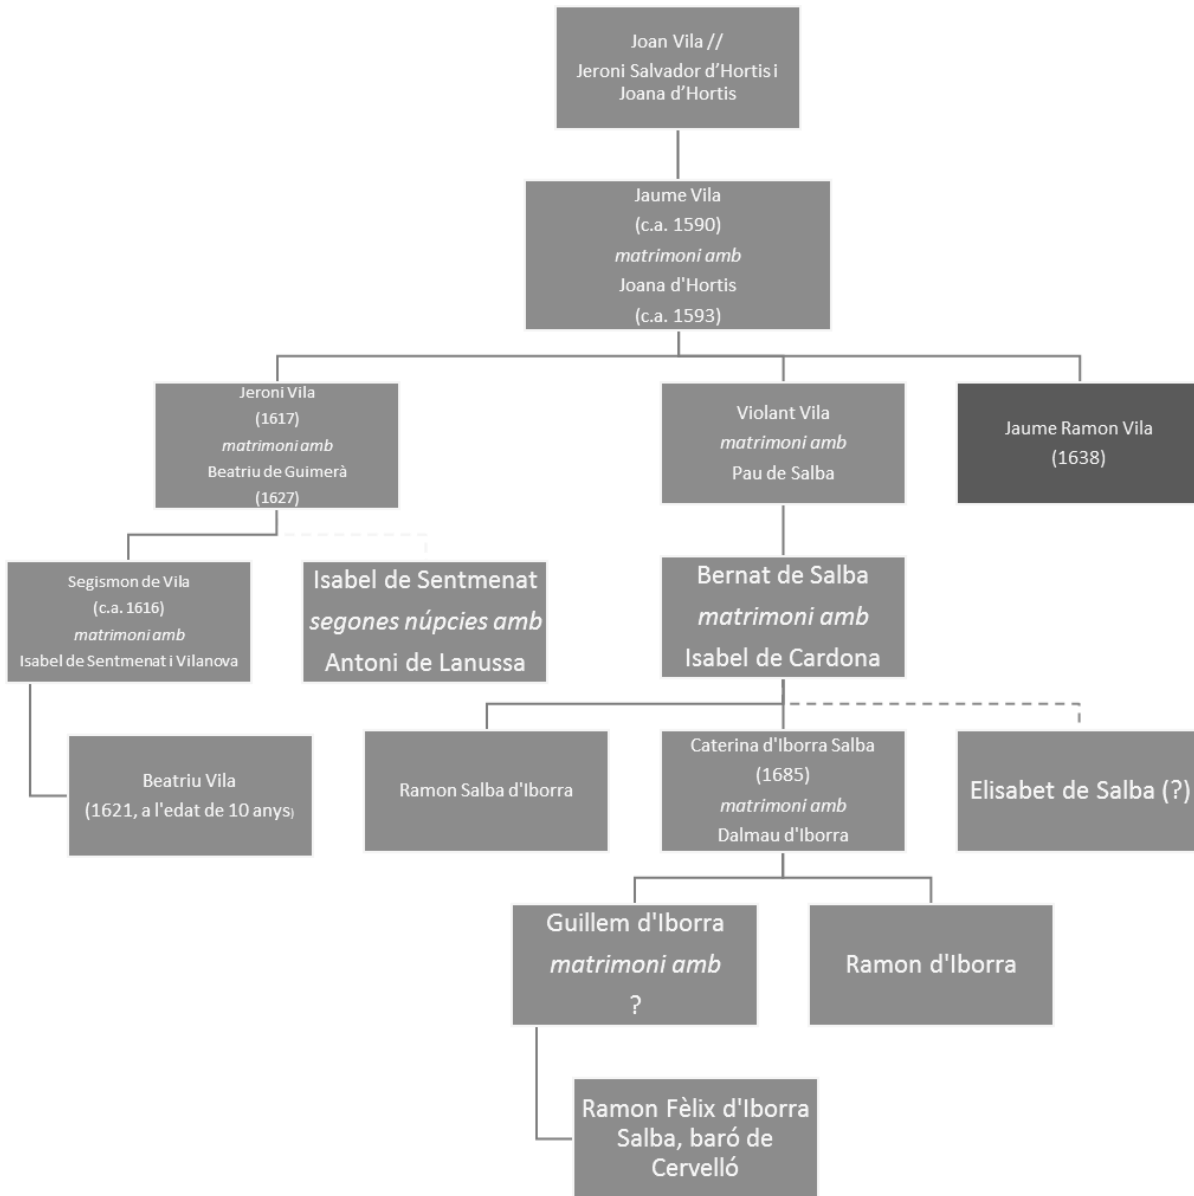 Joan Vila //
Jeroni Salvador d’Hortis i
Joana d’Hortis
Jaume Vila
(c.a. 1590)
matrimoni amb
Joana d'Hortis
(c.a. 1593)
Jeroni Vila
(1617)
matrimoni amb
Beatriu de Guimerà
(1627)
Violant Vila
matrimoni amb
Pau de Salba
Jaume Ramon Vila
(1638)
Segismon de Vila
(c.a. 1616)
matrimoni amb
Isabel de Sentmenat i Vilanova
Isabel de Sentmenat
segones núpcies amb
Antoni de Lanussa
Bernat de Salba
matrimoni amb
Isabel de Cardona
Beatriu Vila
(1621, a l'edat de 10 anys)
Ramon Salba d'Iborra
Caterina d'Iborra Salba
(1685)
matrimoni amb
Dalmau d'Iborra
Elisabet de Salba (?)
Guillem d'Iborra
matrimoni amb
?
Ramon d'Iborra
Ramon Fèlix d'Iborra
Salba, baró de
Cervelló